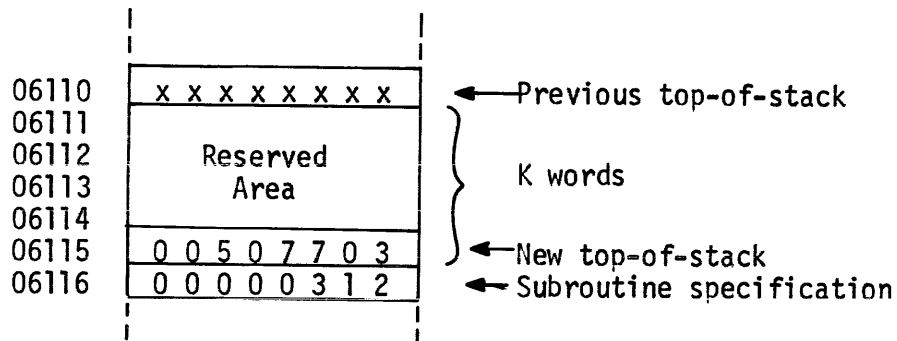 06110 x x x x x x x x Previous top-of-stack
06111
06112 Reserved K words
06113 Area
06114
06115 0 0 5 0 7 7 0 3 New top-of-stack
06116 0 0 0 0 0 3 1 2 Subroutine specification